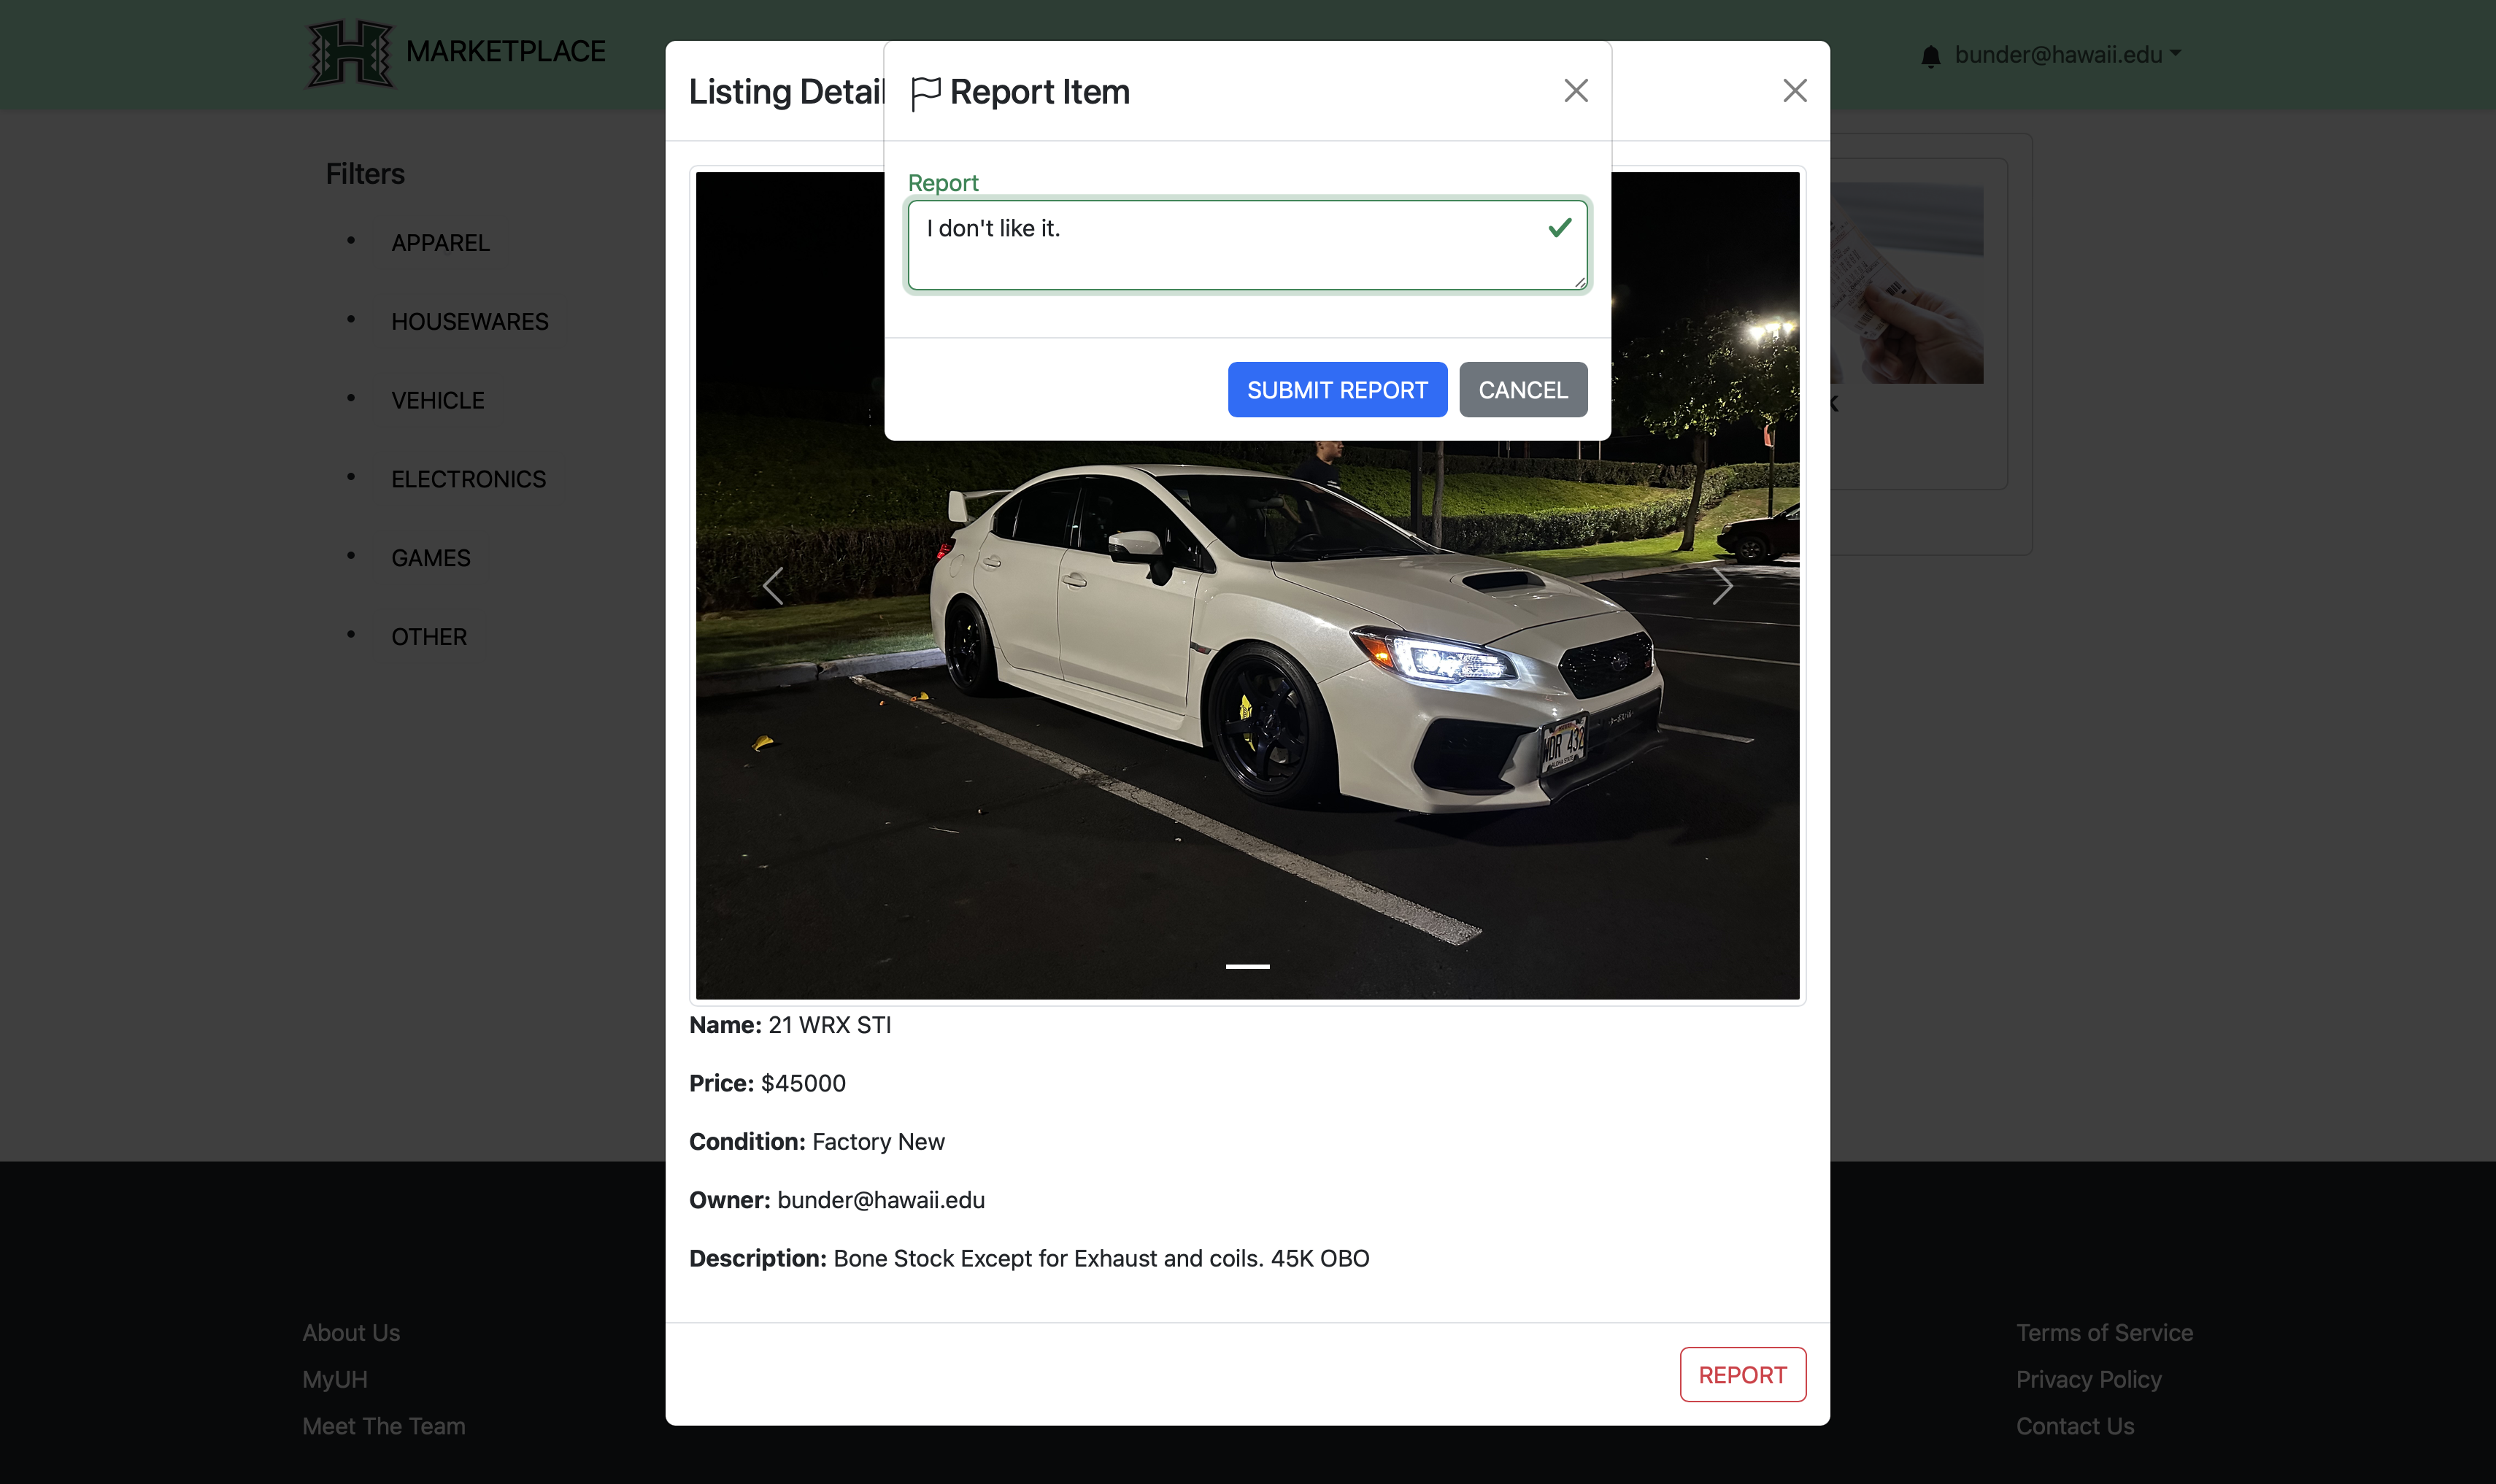 MARKETPLACE
bunder@hawaii.edu
Filters
APPAREL
HOUSEWARES
VEHICLE
ELECTRONICS
GAMES
OTHER
Listing Detail
Report Item
Report
I don't like it.
SUBMIT REPORT
CANCEL
WDR 432
Name: 21 WRX STI
Price: $45000
Condition: Factory New
Owner: bunder@hawaii.edu
Description: Bone Stock Except for Exhaust and coils. 45K OBO
REPORT
About Us
MyUH
Meet The Team
Terms of Service
Privacy Policy
Contact Us